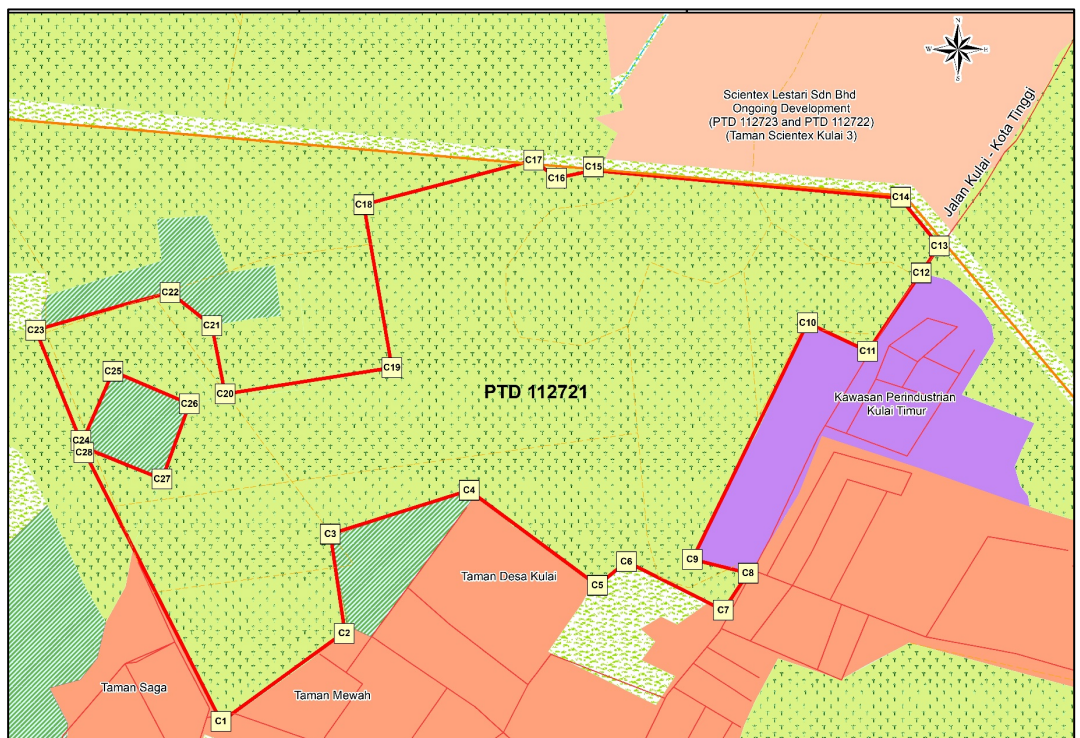 N
W E
S
Scientex Lestari Sdn Bhd
Ongoing Development
(PTD 112723 and PTD 112722)
(Taman Scientex Kulai 3)
Jalan Kulai - Kota Tinggi
C17
C16
C15
C14
C18
C13
C12
C22
C21
C23
C10
C11
C25
C19
C20
C26
PTD 112721
Kawasan Perindustrian
Kulai Timur
C24
C28
C27
C4
C3
C9
C6
C8
C5
Taman Desa Kulai
C7
C2
Taman Saga
Taman Mewah
C1